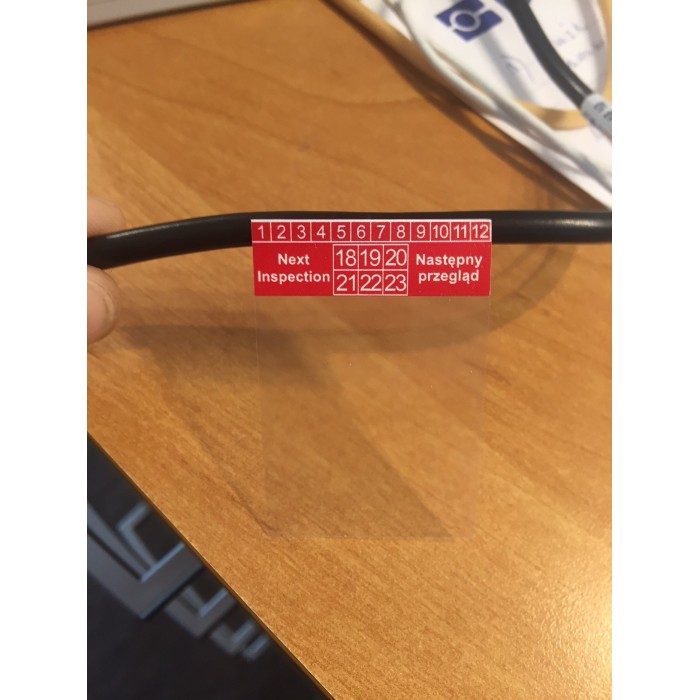 1 2 3 4 5 6 7 8 9 10 11 12
Next
Inspection
18 19 20
21 22 23
Następny
przegląd